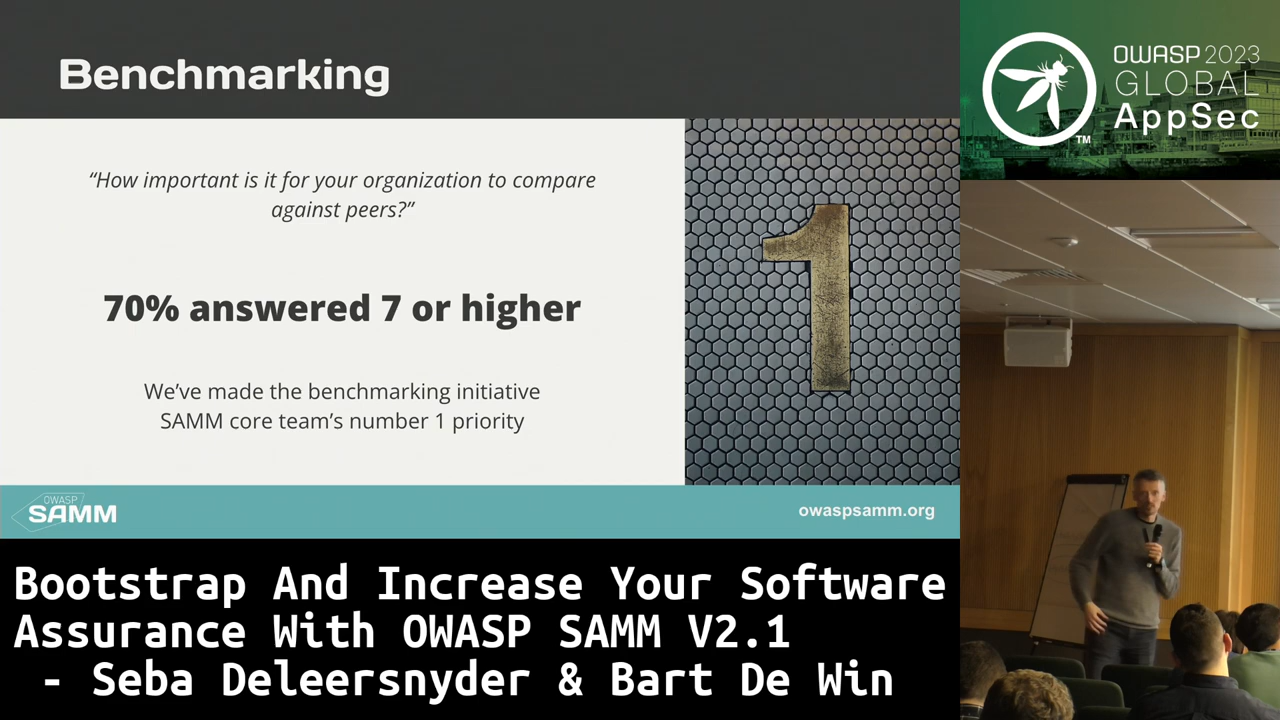 Benchmarking
“How important is it for your organization to compare
against peers?”
70% answered 7 or higher
We’ve made the benchmarking initiative
SAMM core team’s number 1 priority
1
OWASP
SAMM
owaspsamm.org
OWASP 2023
GLOBAL
AppSec
TM
Bootstrap And Increase Your Software
Assurance With OWASP SAMM V2.1
- Seba Deleersnyder & Bart De Win